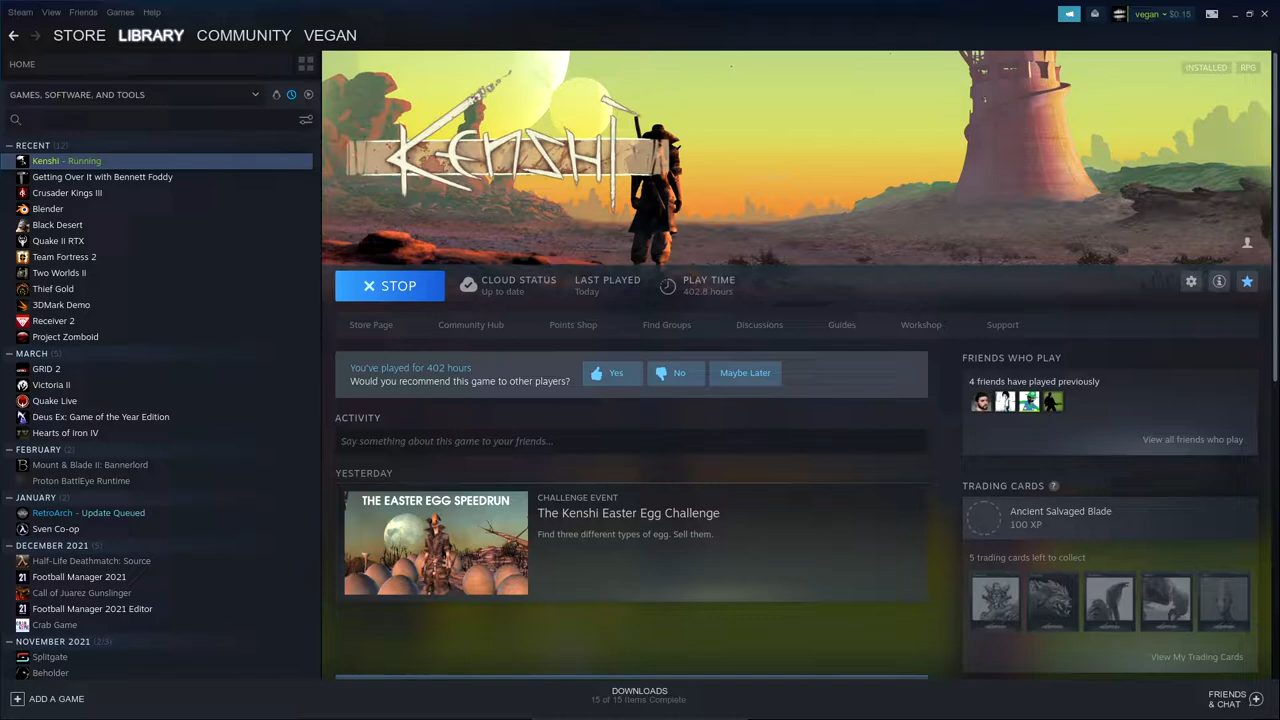 Steam View Friends Games Help
vegan $0.15
STORE LIBRARY COMMUNITY VEGAN
HOME
GAMES, SOFTWARE, AND TOOLS
RECENT (12)
Kenshi - Running
Getting Over It with Bennett Foddy
Crusader Kings III
Blender
Black Desert
Quake II RTX
Team Fortress 2
Two Worlds II
Thief Gold
3DMark Demo
Receiver 2
Project Zomboid
MARCH (5)
GRID 2
Victoria II
Quake Live
Deus Ex: Game of the Year Edition
Hearts of Iron IV
FEBRUARY (2)
Mount & Blade II: Bannerlord
Proton BattlEye Runtime
JANUARY (2)
RetroArch - Update Queued
Sven Co-op
DECEMBER 2021 (5)
Half-Life Deathmatch: Source
Football Manager 2021
Call of Juarez Gunslinger
Football Manager 2021 Editor
Crab Game
NOVEMBER 2021 (2/3)
Splitgate
Beholder
ADD A GAME
KENSHI
INSTALLED RPG
STOP
CLOUD STATUS
Up to date
LAST PLAYED
Today
PLAY TIME
402.8 hours
Store Page Community Hub Points Shop Find Groups Discussions Guides Workshop Support
You've played for 402 hours
Would you recommend this game to other players?
Yes No Maybe Later
ACTIVITY
Say something about this game to your friends...
YESTERDAY
THE EASTER EGG SPEEDRUN
CHALLENGE EVENT
The Kenshi Easter Egg Challenge
Find three different types of egg. Sell them.
FRIENDS WHO PLAY
4 friends have played previously
View all friends who play
TRADING CARDS ?
Ancient Salvaged Blade
100 XP
5 trading cards left to collect
View My Trading Cards
DOWNLOADS
15 of 15 Items Complete
FRIENDS
& CHAT